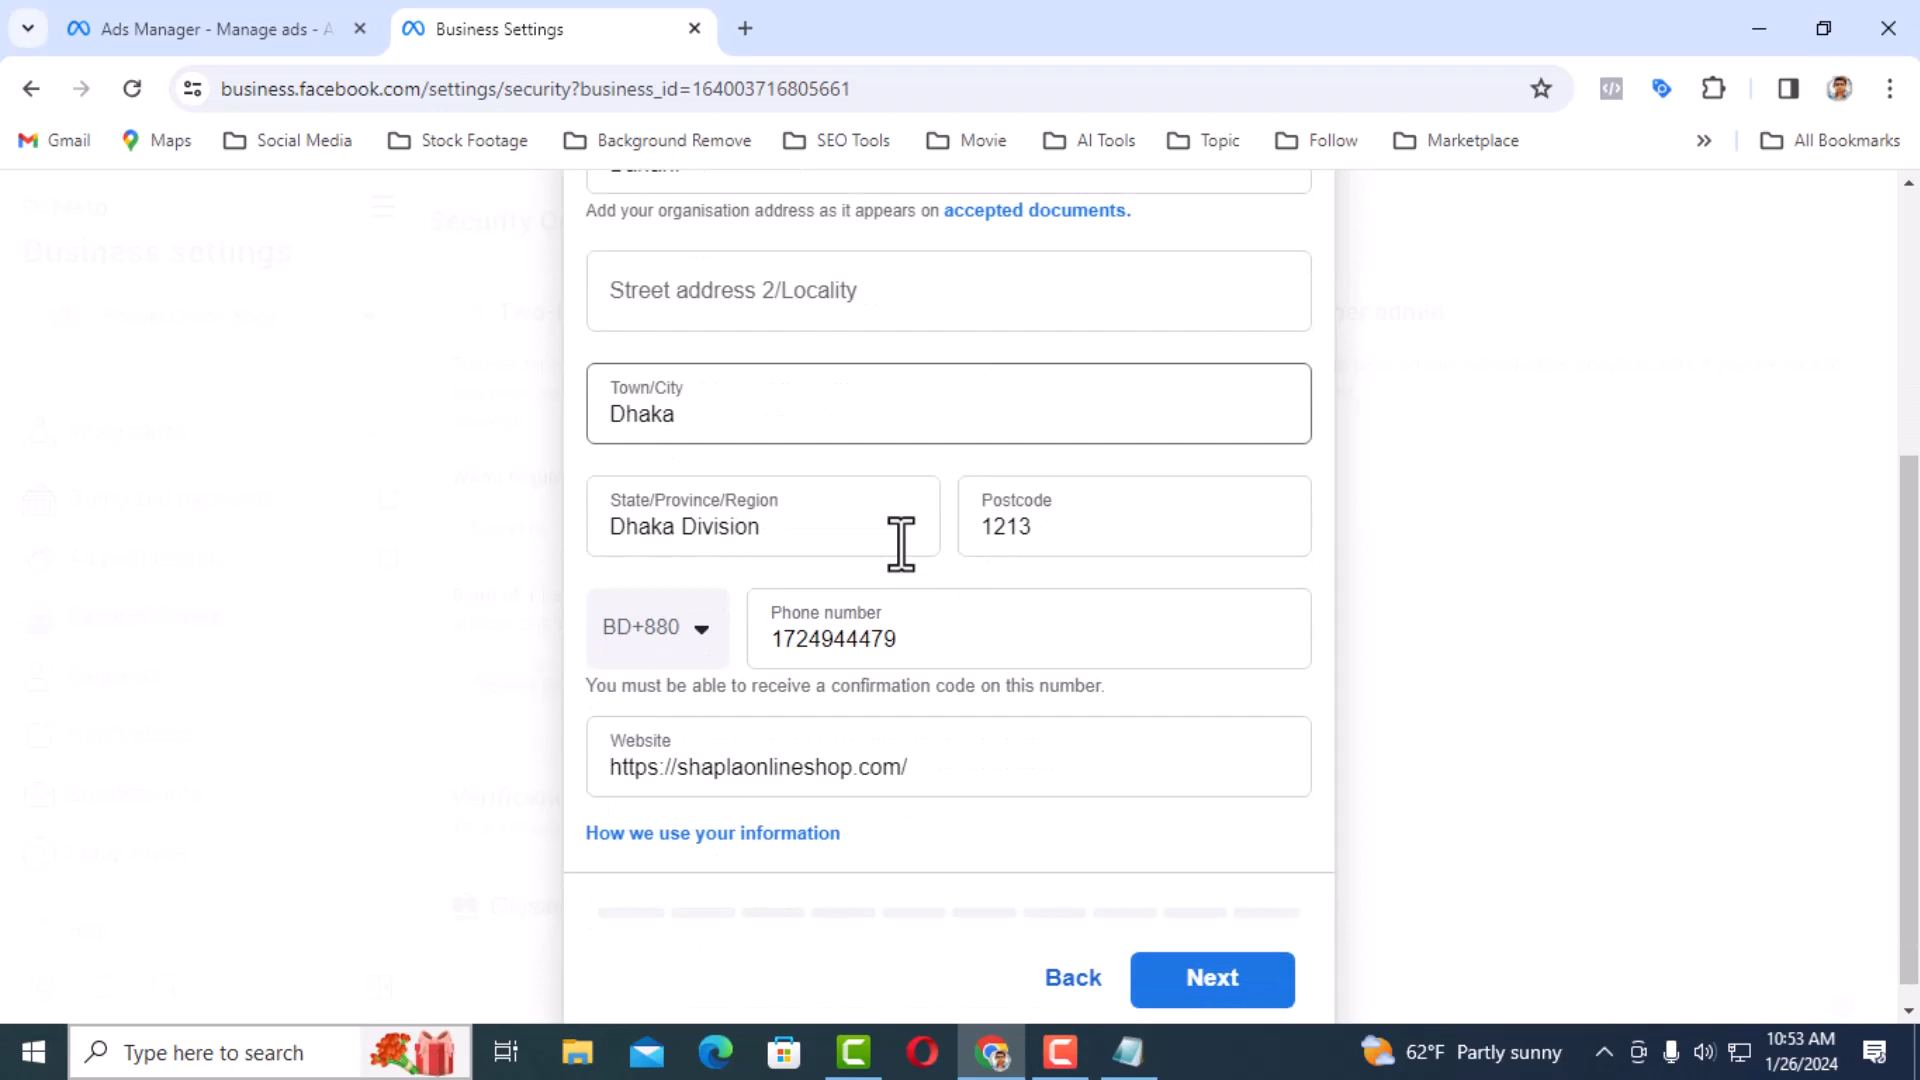 Ads Manager - Manage ads - A
Business Settings
business.facebook.com/settings/security?business_id=164003716805661
Gmail
Maps
Social Media
Stock Footage
Background Remove
SEO Tools
Movie
AI Tools
Topic
Follow
Marketplace
All Bookmarks
Business settings
Security
Add your organisation address as it appears on accepted documents.
Street address 2/Locality
Town/City
Dhaka
State/Province/Region
Dhaka Division
Postcode
1213
BD+880
Phone number
1724944479
You must be able to receive a confirmation code on this number.
Website
https://shaplaonlineshop.com/
How we use your information
Back
Next
Type here to search
62°F Partly sunny
10:53 AM
1/26/2024